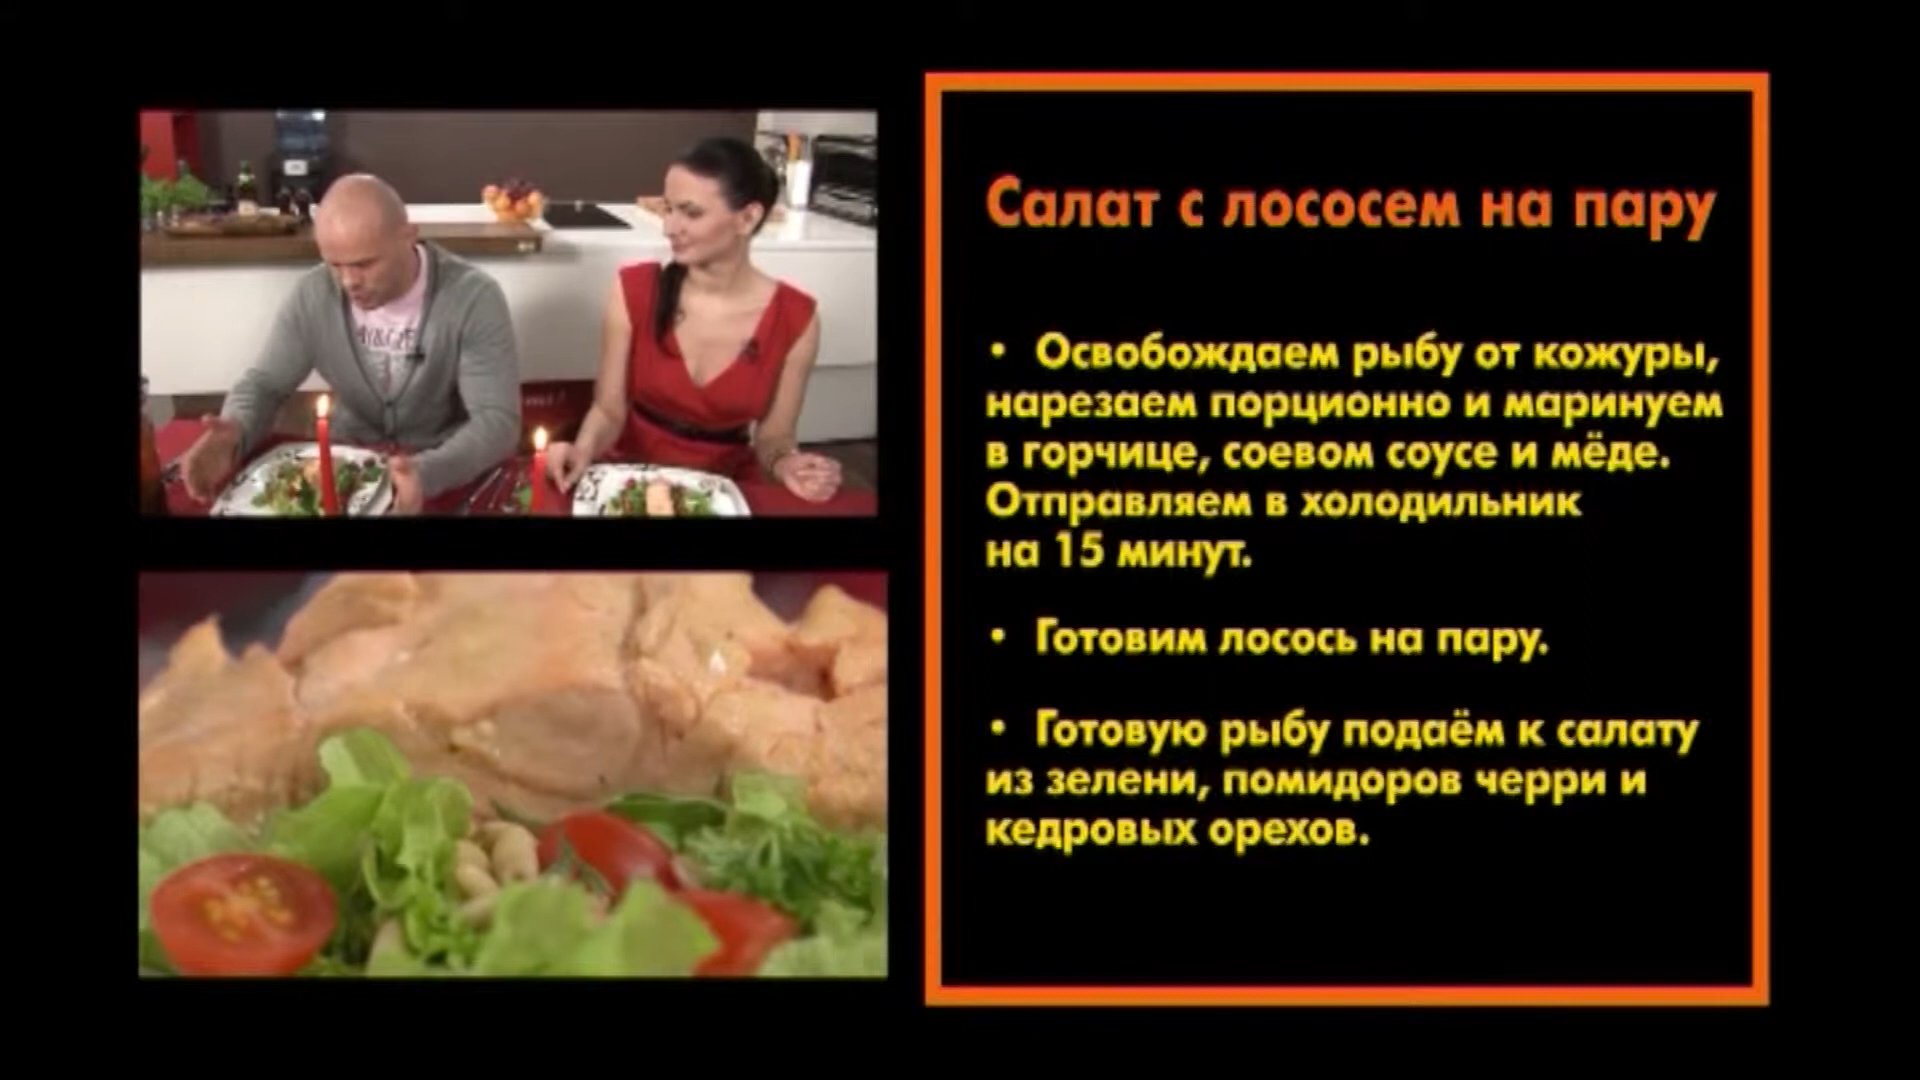 Салат с лососем на пару
• Освобождаем рыбу от кожуры,
нарезаем порционно и маринуем
в горчице, соевом соусе и мёде.
Отправляем в холодильник
на 15 минут.
• Готовим лосось на пару.
• Готовую рыбу подаём к салату
из зелени, помидоров черри и
кедровых орехов.